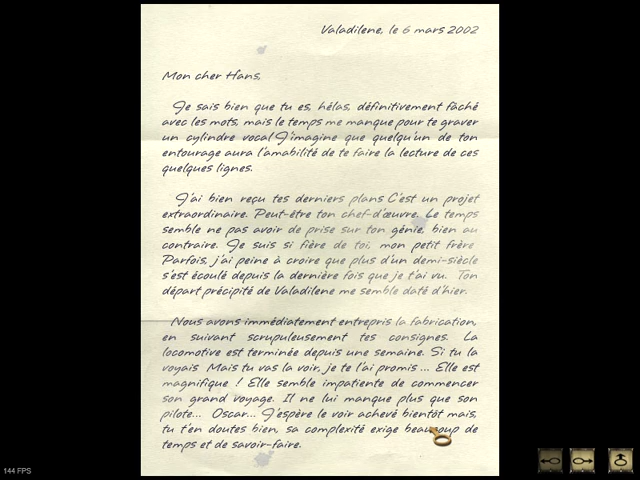 Valadilene, le 6 mars 2002
Mon cher Hans,
Je sais bien que tu es, hélas, définitivement fâché
avec les mots, mais le temps me manque pour te graver
un cylindre vocal J'imagine que quelqu'un de ton
entourage aura l'amabilité de te faire la lecture de ces
quelques lignes.
J'ai bien reçu tes derniers plans C'est un projet
extraordinaire. Peut-être ton chef-d'œuvre. Le temps
semble ne pas avoir de prise sur ton génie, bien au
contraire. Je suis si fière de toi, mon petit frère
Parfois, j'ai peine à croire que plus d'un demi-siècle
s'est écoulé depuis la dernière fois que je t'ai vu. Ton
départ précipité de Valadilene me semble daté d'hier.
Nous avons immédiatement entrepris la fabrication,
en suivant scrupuleusement tes consignes. La
locomotive est terminée depuis une semaine. Si tu la
voyais Mais tu vas la voir, je te l'ai promis ... Elle est
magnifique ! Elle semble impatiente de commencer
son grand voyage. Il ne lui manque plus que son
pilote... Oscar... J'espère le voir achevé bientôt mais,
tu t'en doutes bien, sa complexité exige beaucoup de
temps et de savoir-faire.
144 FPS